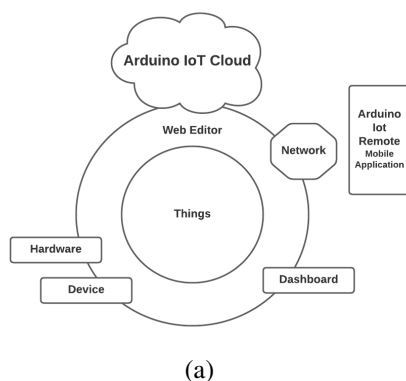 Arduino IoT Cloud
Web Editor
Network
Arduino
Iot
Remote
Mobile
Application
Things
Hardware
Device
Dashboard
(a)